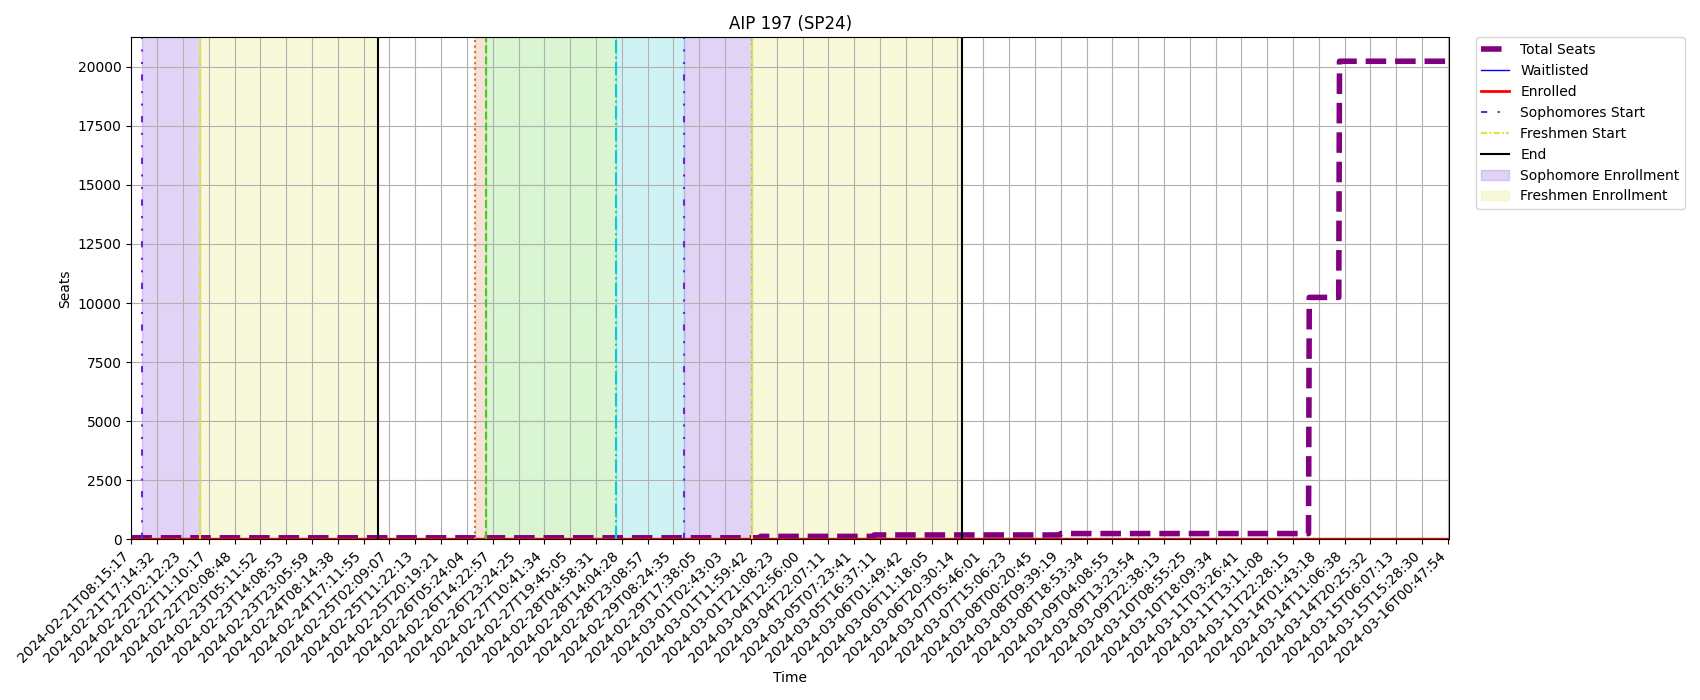 AIP 197 (SP24)
Seats
20000
17500
15000
12500
10000
7500
5000
2500
0
Total Seats
Waitlisted
Enrolled
Sophomores Start
Freshmen Start
End
Sophomore Enrollment
Freshmen Enrollment
2024-02-21T08:15:17
2024-02-21T17:14:32
2024-02-22T02:12:23
2024-02-22T11:10:17
2024-02-22T20:08:48
2024-02-23T05:11:52
2024-02-23T14:08:53
2024-02-23T23:05:59
2024-02-24T08:14:38
2024-02-24T17:11:55
2024-02-25T02:09:07
2024-02-25T11:22:13
2024-02-25T20:19:21
2024-02-26T05:24:04
2024-02-26T14:22:57
2024-02-26T23:24:25
2024-02-27T10:41:34
2024-02-27T19:45:05
2024-02-28T04:58:31
2024-02-28T14:04:28
2024-02-28T23:08:57
2024-02-29T08:24:35
2024-02-29T17:38:05
2024-03-01T02:43:03
2024-03-01T11:59:42
2024-03-01T21:08:23
2024-03-04T12:56:00
2024-03-04T22:07:11
2024-03-05T07:23:41
2024-03-05T16:37:11
2024-03-06T01:49:42
2024-03-06T11:18:05
2024-03-06T20:30:14
2024-03-07T05:46:01
2024-03-07T15:06:23
2024-03-08T00:20:45
2024-03-08T09:39:19
2024-03-08T18:53:34
2024-03-09T04:08:55
2024-03-09T13:23:54
2024-03-09T22:38:13
2024-03-10T08:55:25
2024-03-10T18:09:34
2024-03-11T03:26:41
2024-03-11T13:11:08
2024-03-11T22:28:15
2024-03-14T01:43:18
2024-03-14T11:06:38
2024-03-14T20:25:32
2024-03-15T06:07:13
2024-03-15T15:28:30
2024-03-16T00:47:54
Time